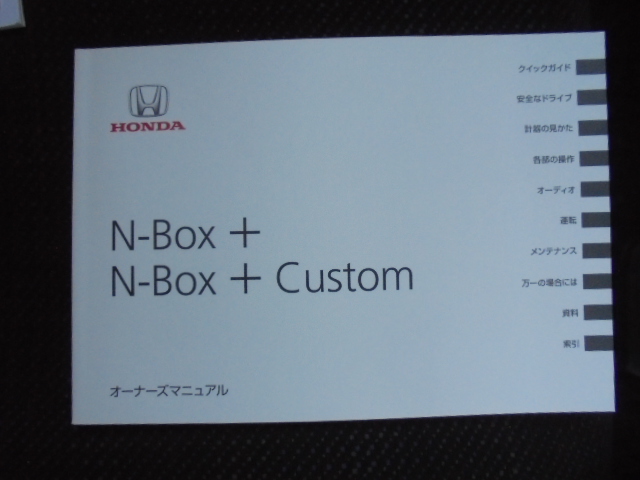 HONDA
N-Box +
N-Box + Custom
オーナーズマニュアル
クイックガイド
安全なドライブ
計器の見かた
各部の操作
オーディオ
運転
メンテナンス
万一の場合には
資料
索引